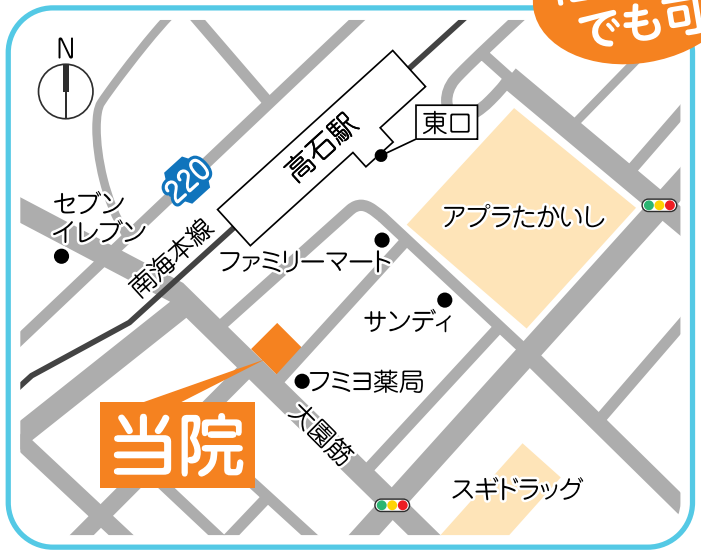 でも可
N
高石駅
東口
220
セブン
イレブン
南海本線
アプラたかいし
ファミリーマート
サンディ
フミヨ薬局
当院
大園筋
スギドラッグ